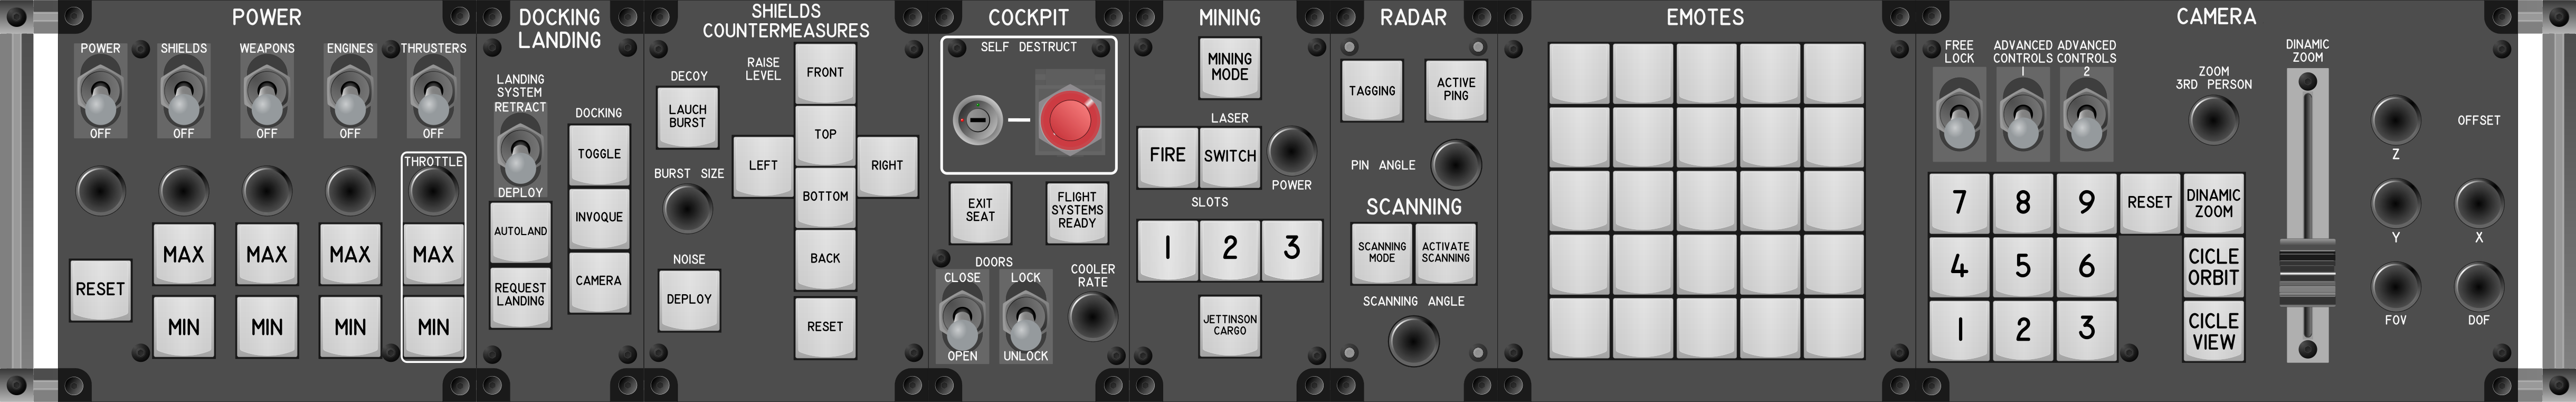 POWER
POWER
SHIELDS
WEAPONS
ENGINES
THRUSTERS
OFF
OFF
OFF
OFF
OFF
THROTTLE
MAX
MAX
MAX
MAX
RESET
MIN
MIN
MIN
MIN
DOCKING
LANDING
LANDING
SYSTEM
RETRACT
DEPLOY
AUTOLAND
REQUEST
LANDING
DOCKING
TOGGLE
INVOQUE
CAMERA
SHIELDS
COUNTERMEASURES
DECOY
LAUCH
BURST
BURST SIZE
NOISE
DEPLOY
RAISE
LEVEL
FRONT
TOP
LEFT
RIGHT
BOTTOM
BACK
RESET
COCKPIT
SELF DESTRUCT
EXIT
SEAT
FLIGHT
SYSTEMS
READY
DOORS
CLOSE
LOCK
OPEN
UNLOCK
COOLER
RATE
MINING
MINING
MODE
LASER
FIRE
SWITCH
POWER
SLOTS
1
2
3
JETTINSON
CARGO
RADAR
TAGGING
ACTIVE
PING
PIN ANGLE
SCANNING
SCANNING
MODE
ACTIVATE
SCANNING
SCANNING ANGLE
EMOTES
CAMERA
FREE
LOCK
ADVANCED
CONTROLS
1
ADVANCED
CONTROLS
2
ZOOM
3RD PERSON
DINAMIC
ZOOM
7
8
9
RESET
DINAMIC
ZOOM
4
5
6
CICLE
ORBIT
1
2
3
CICLE
VIEW
OFFSET
Z
Y
X
FOV
DOF